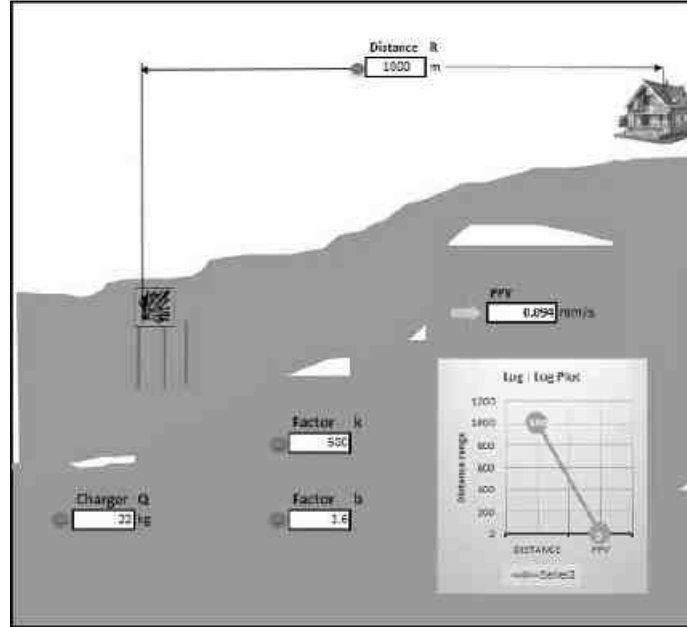 Distance R
1000 m
PPV
0.094 mm/s
Log : Log Plot
Factor k
500
Charger Q
22 kg
Factor b
1.6
Distance range
1200
1000
800
600
400
200
0
DISTANCE PPV